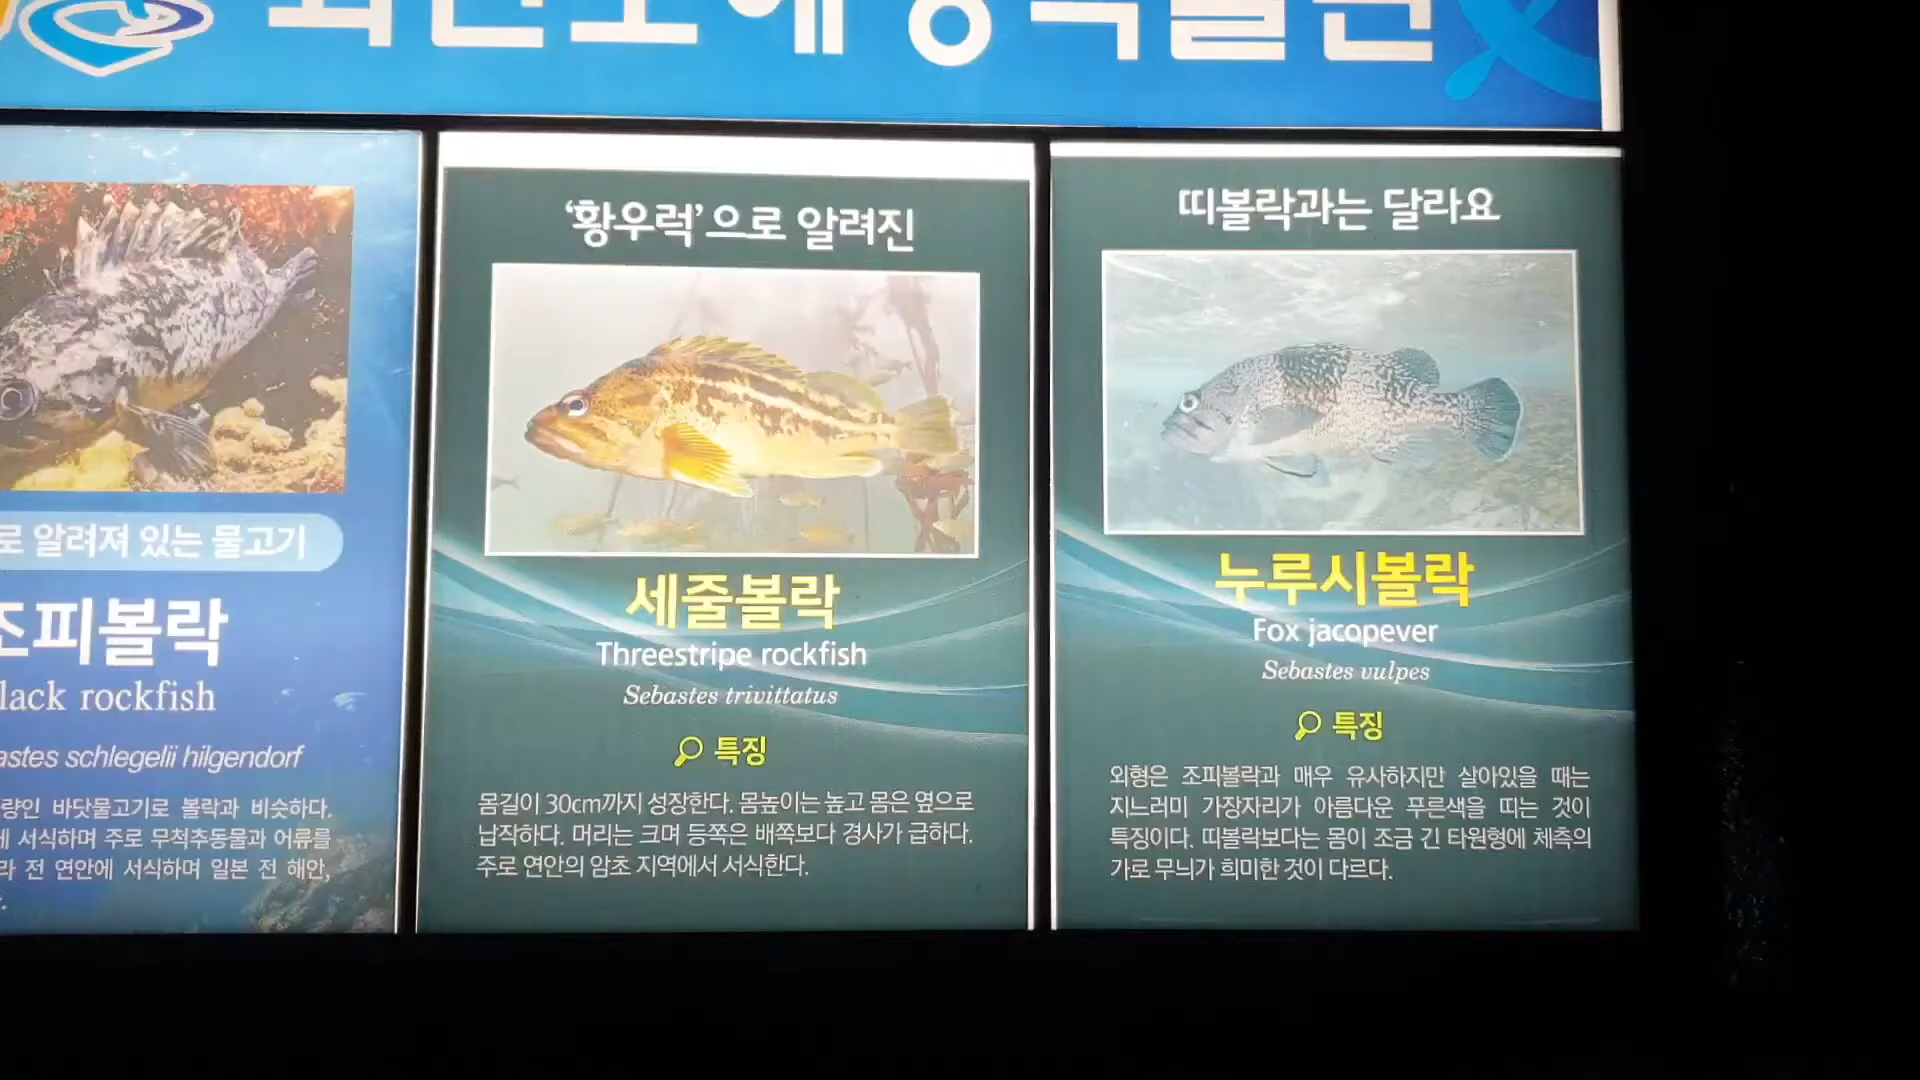 로 알려져 있는 물고기
조피볼락
lack rockfish
astes schlegelii hilgendorf
량인 바닷물고기로 볼락과 비슷하다.
에 서식하며 주로 무척추동물과 어류를
라 전 연안에 서식하며 일본 전 해안,
‘황우럭’으로 알려진
세줄볼락
Threestripe rockfish
Sebastes trivittatus
특징
몸길이 30cm까지 성장한다. 몸높이는 높고 몸은 옆으로
납작하다. 머리는 크며 등쪽은 배쪽보다 경사가 급하다.
주로 연안의 암초 지역에서 서식한다.
띠볼락과는 달라요
누루시볼락
Fox jacopever
Sebastes vulpes
특징
외형은 조피볼락과 매우 유사하지만 살아있을 때는
지느러미 가장자리가 아름다운 푸른색을 띠는 것이
특징이다. 띠볼락보다는 몸이 조금 긴 타원형에 체측의
가로 무늬가 희미한 것이 다르다.